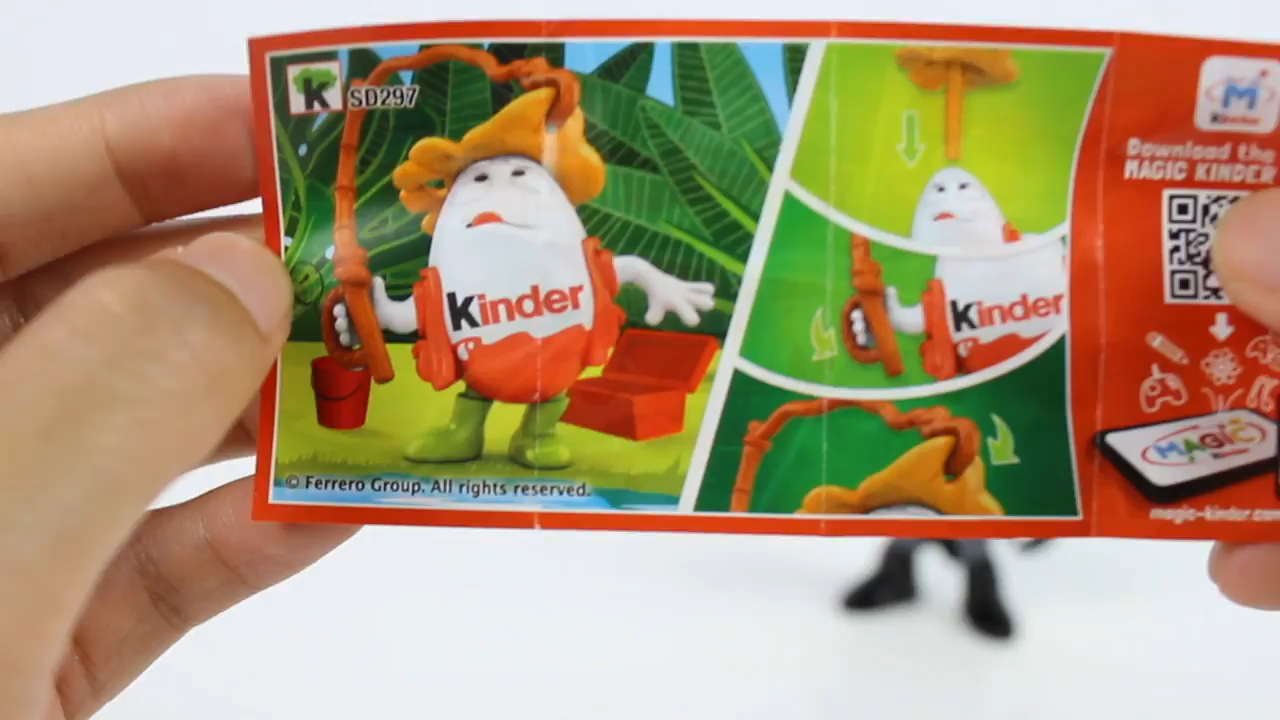 K SD297
kinder
© Ferrero Group. All rights reserved.
kinder
M
kinder
Download the
MAGIC KINDER
MAGIC
magic-kinder.com